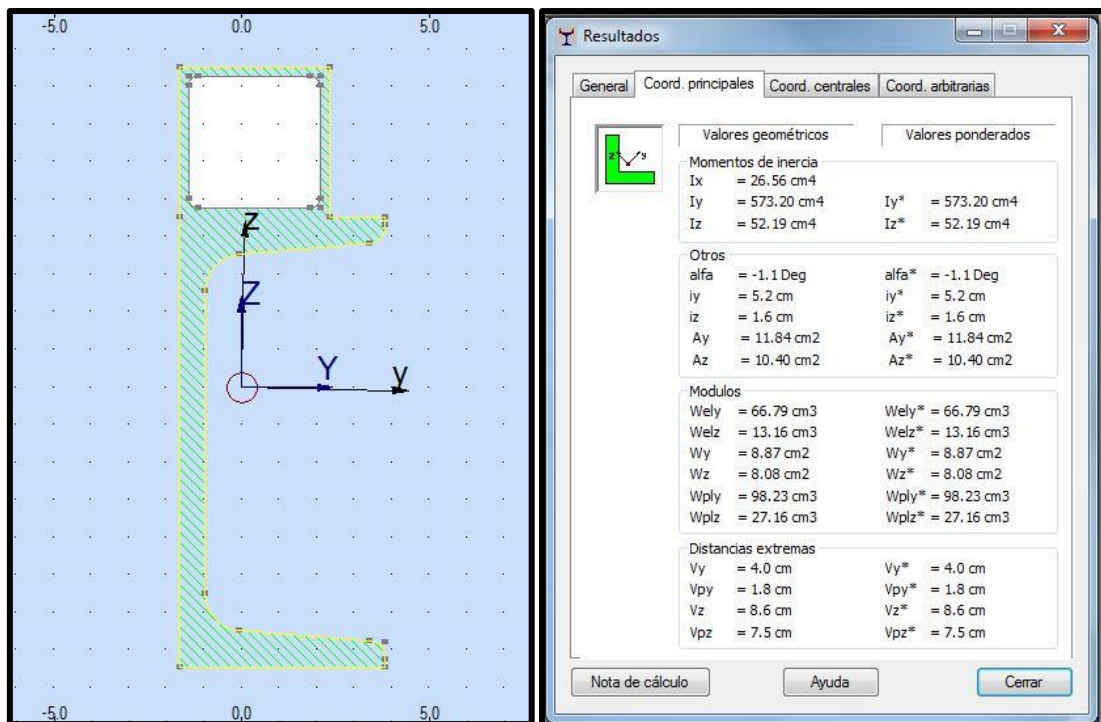 -5.0 0.0 5.0
z
Z
Y
y
-5.0 0.0 5.0
Resultados
General Coord. principales Coord. centrales Coord. arbitrarias
z y
Valores geométricos Valores ponderados
Momentos de inercia
Ix = 26.56 cm4
Iy = 573.20 cm4 Iy* = 573.20 cm4
Iz = 52.19 cm4 Iz* = 52.19 cm4
Otros
alfa = -1.1 Deg alfa* = -1.1 Deg
iy = 5.2 cm iy* = 5.2 cm
iz = 1.6 cm iz* = 1.6 cm
Ay = 11.84 cm2 Ay* = 11.84 cm2
Az = 10.40 cm2 Az* = 10.40 cm2
Modulos
Wely = 66.79 cm3 Wely* = 66.79 cm3
Welz = 13.16 cm3 Welz* = 13.16 cm3
Wy = 8.87 cm2 Wy* = 8.87 cm2
Wz = 8.08 cm2 Wz* = 8.08 cm2
Wply = 98.23 cm3 Wply* = 98.23 cm3
Wplz = 27.16 cm3 Wplz* = 27.16 cm3
Distancias extremas
Vy = 4.0 cm Vy* = 4.0 cm
Vpy = 1.8 cm Vpy* = 1.8 cm
Vz = 8.6 cm Vz* = 8.6 cm
Vpz = 7.5 cm Vpz* = 7.5 cm
Nota de cálculo Ayuda Cerrar